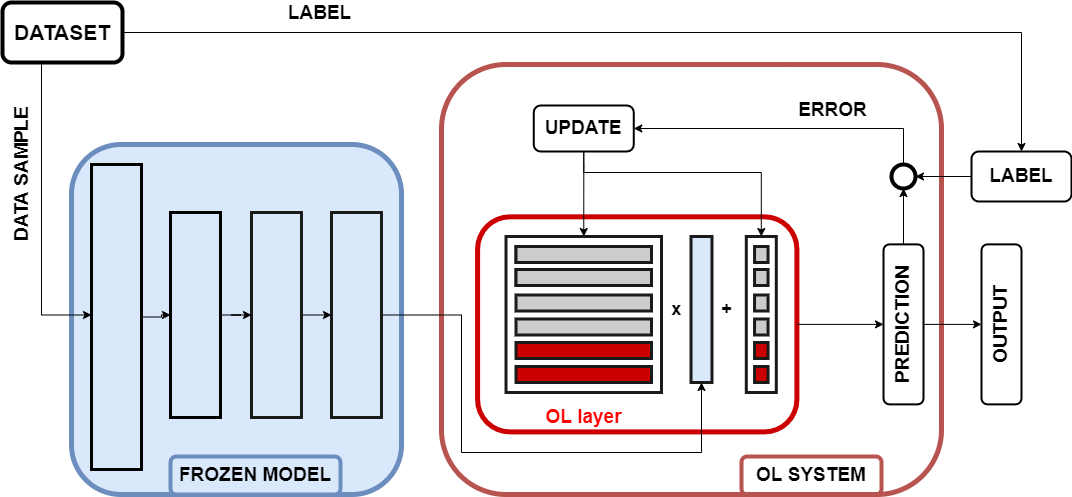 LABEL
DATASET
DATA SAMPLE
UPDATE
ERROR
LABEL
x
+
PREDICTION
OUTPUT
OL layer
FROZEN MODEL
OL SYSTEM